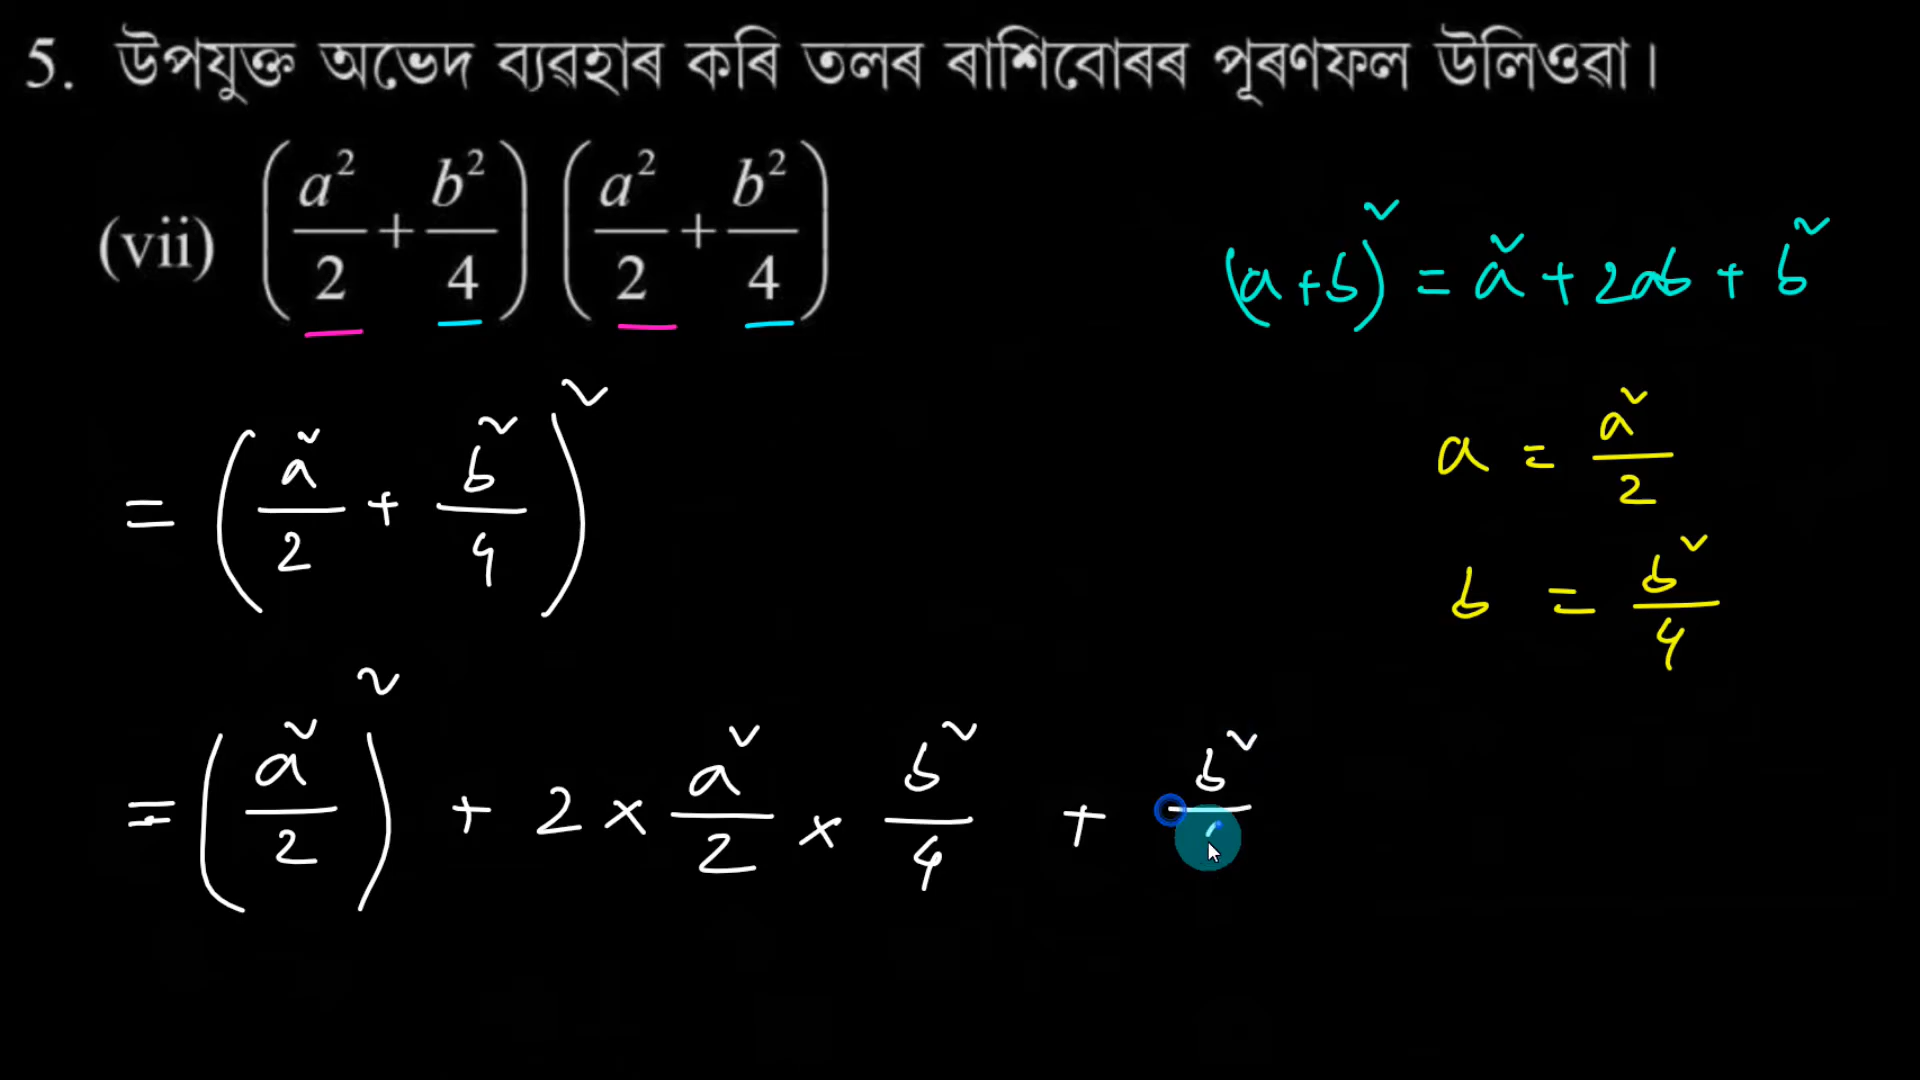 5. উপযুক্ত অভেদ ব্যৱহাৰ কৰি তলৰ ৰাশিবোৰৰ পূৰণফল উলিওৱা।
(vii) (a²/2 + b²/4) (a²/2 + b²/4)
(a+b)² = a² + 2ab + b²
= (a²/2 + b²/4)²
a = a²/2
b = b²/4
= (a²/2)² + 2 × a²/2 × b²/4 + b²/